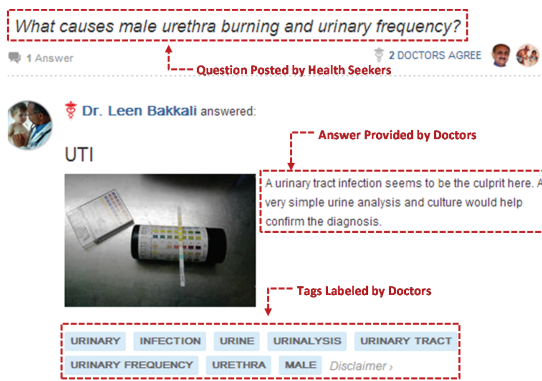 What causes male urethra burning and urinary frequency?
1 Answer
2 DOCTORS AGREE
Question Posted by Health Seekers
Dr. Leen Bakkali answered:
Answer Provided by Doctors
UTI
A urinary tract infection seems to be the culprit here. A
very simple urine analysis and culture would help
confirm the diagnosis.
Tags Labeled by Doctors
URINARY INFECTION URINE URINALYSIS URINARY TRACT
URINARY FREQUENCY URETHRA MALE Disclaimer ›